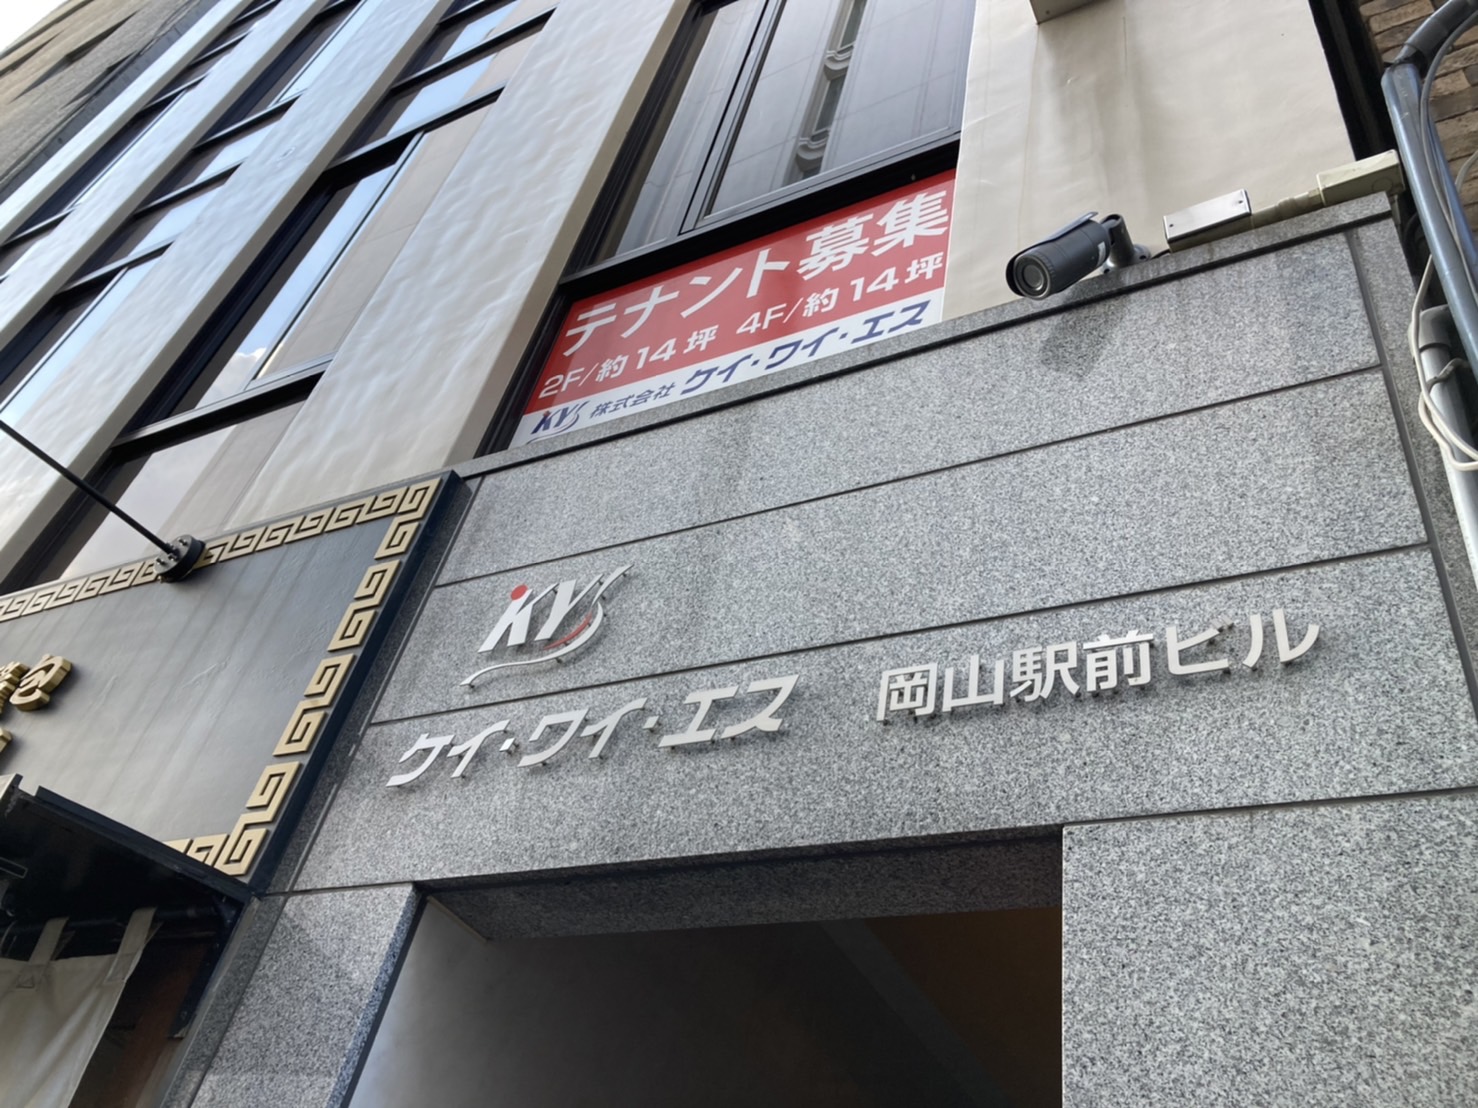 テナント募集
2F/約14坪 4F/約14坪
KYS 株式会社 ケイ・ワイ・エス
KYS
ケイ・ワイ・エス 岡山駅前ビル